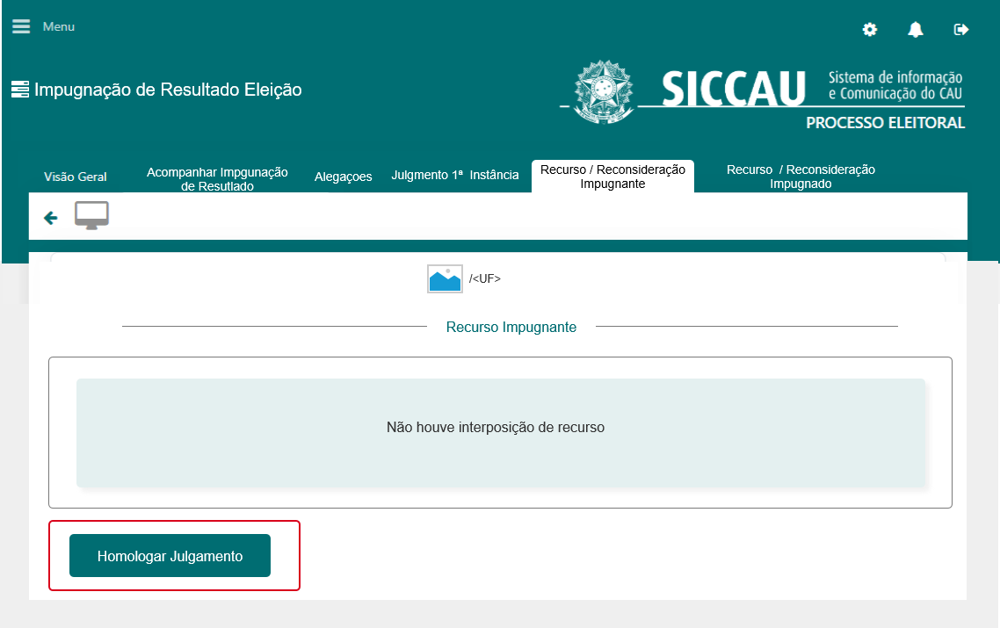 Menu
Impugnação de Resultado Eleição
SICCAU
Sistema de informação
e Comunicação do CAU
PROCESSO ELEITORAL
Visão Geral
Acompanhar Impgunação
de Resutlado
Alegaçoes
Julgmento 1ª Instância
Recurso / Reconsideração
Impugnante
Recurso / Reconsideração
Impugnado
/<UF>
Recurso Impugnante
Não houve interposição de recurso
Homologar Julgamento